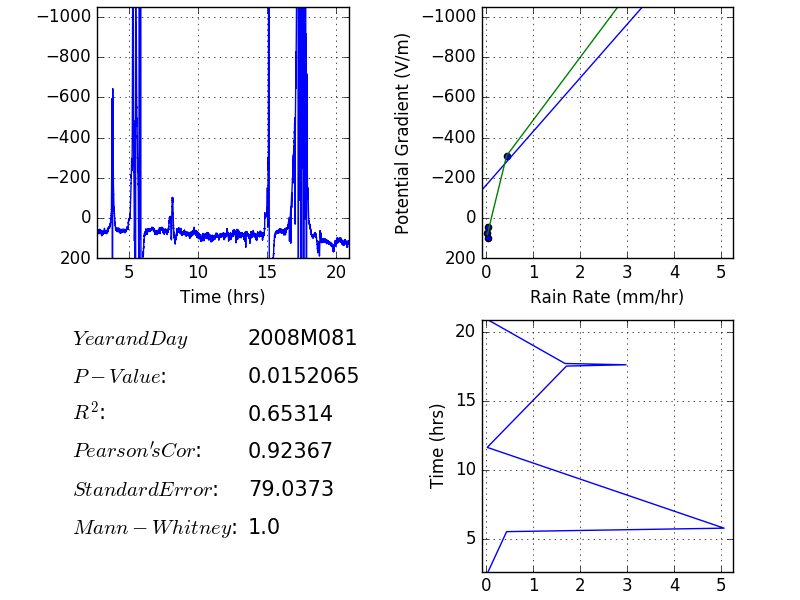 −1000
−800
−600
−400
−200
0
200
5 10 15 20
Time (hrs)
Potential Gradient (V/m)
−1000
−800
−600
−400
−200
0
200
0 1 2 3 4 5
Rain Rate (mm/hr)
YearandDay 2008M081
P − Value: 0.0152065
R²: 0.65314
Pearson'sCor: 0.92367
StandardError: 79.0373
Mann − Whitney: 1.0
Time (hrs)
20
15
10
5
0 1 2 3 4 5